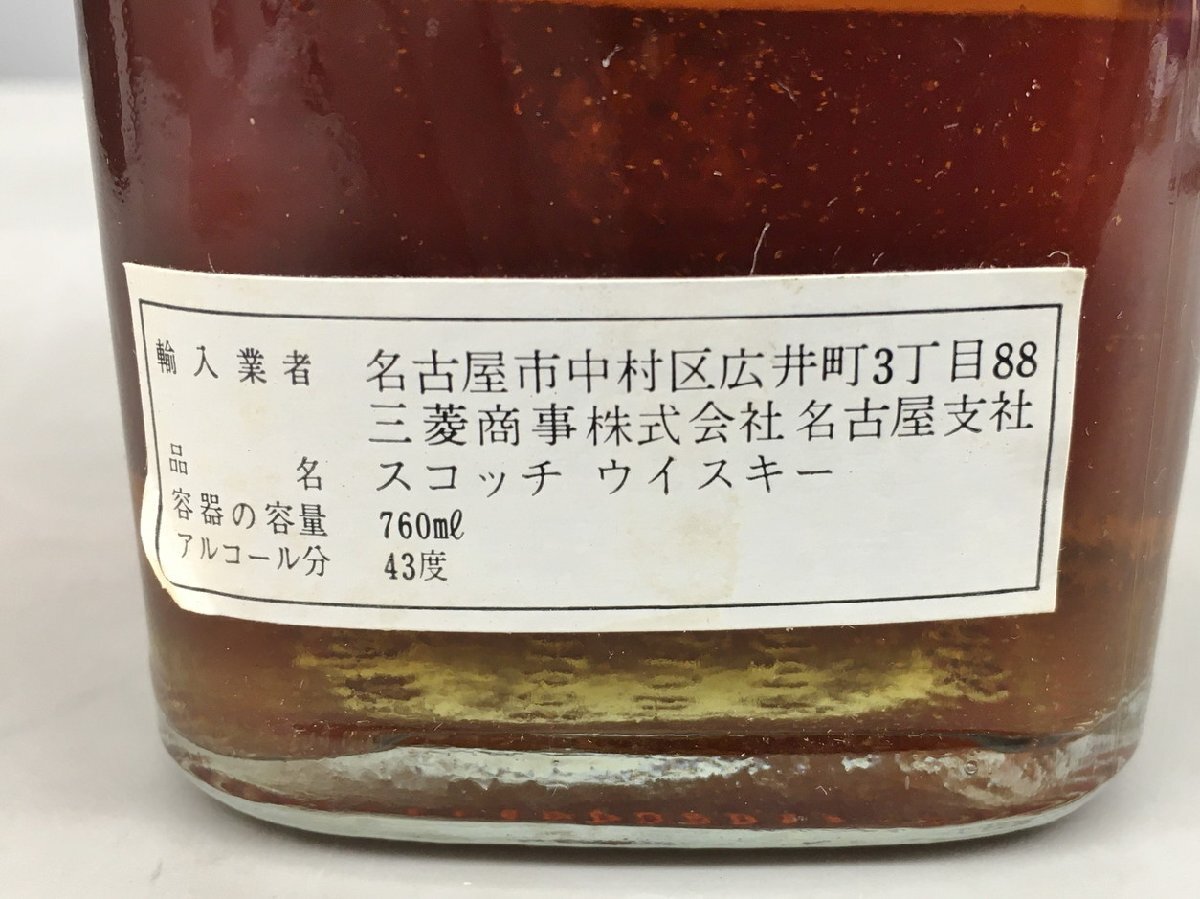 輸入業者 名古屋市中村区広井町3丁目88
三菱商事株式会社 名古屋支社
品名 スコッチ ウイスキー
容器の容量 760mℓ
アルコール分 43度